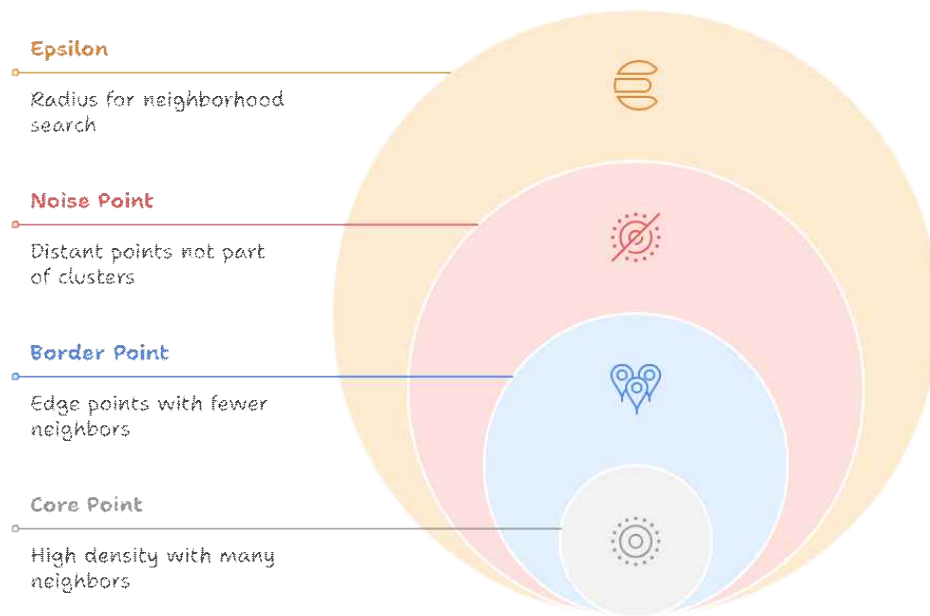 Epsilon
Radius for neighborhood
search
Noise Point
Distant points not part
of clusters
Border Point
Edge points with fewer
neighbors
Core Point
High density with many
neighbors